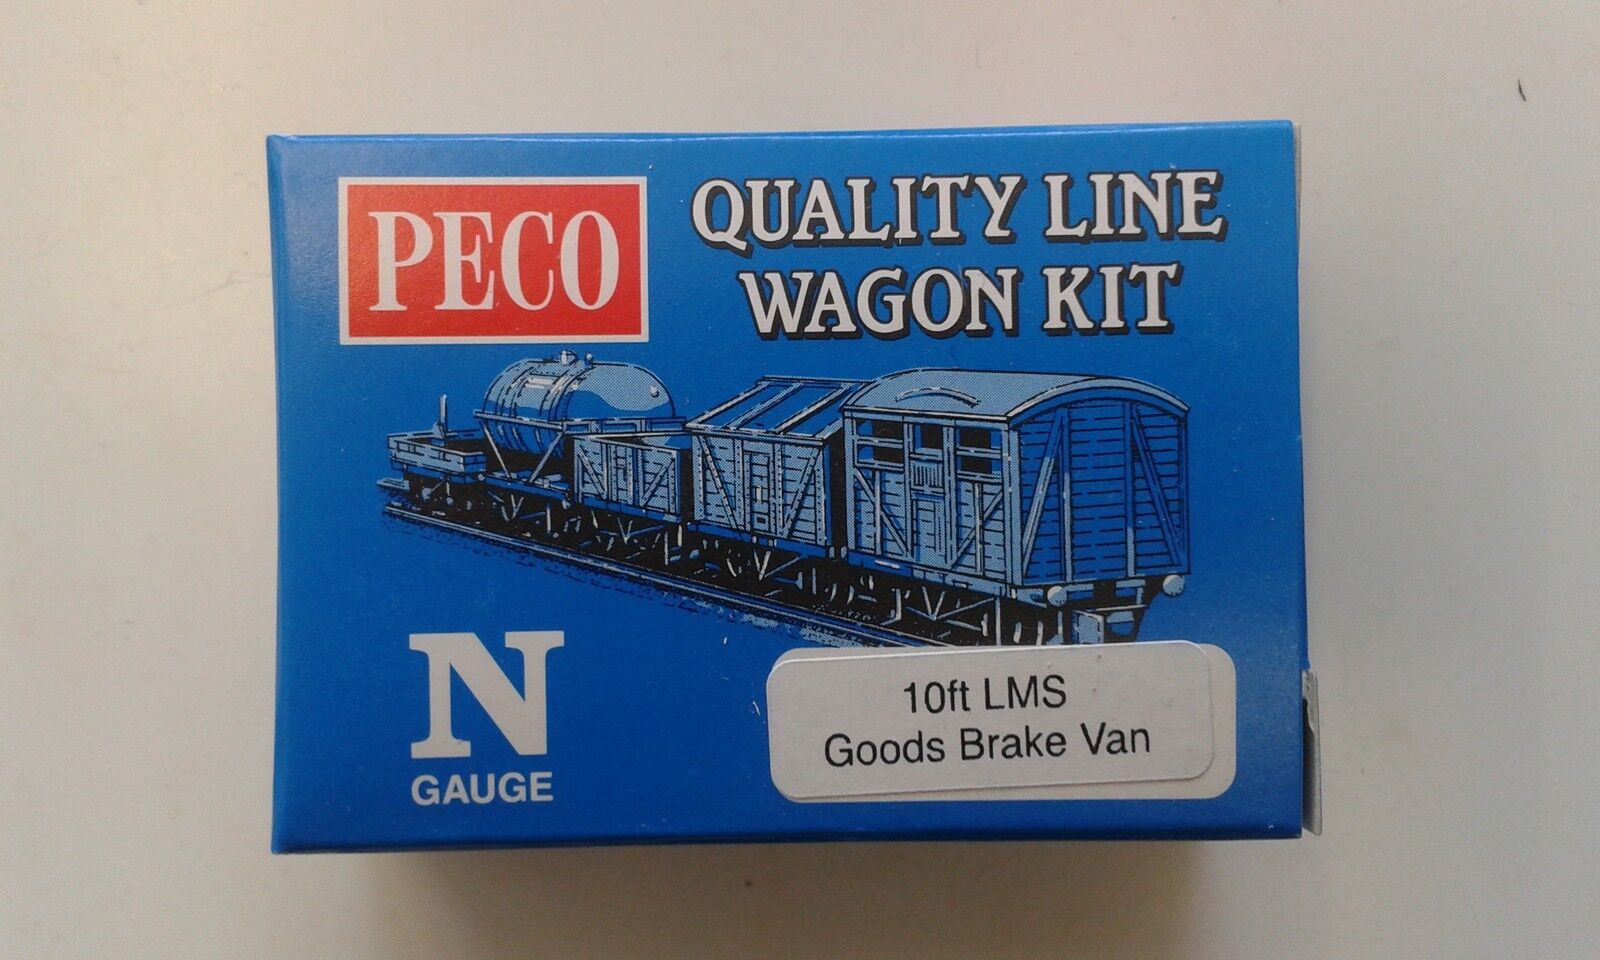 PECO
QUALITY LINE
WAGON KIT
N
GAUGE
10ft LMS
Goods Brake Van